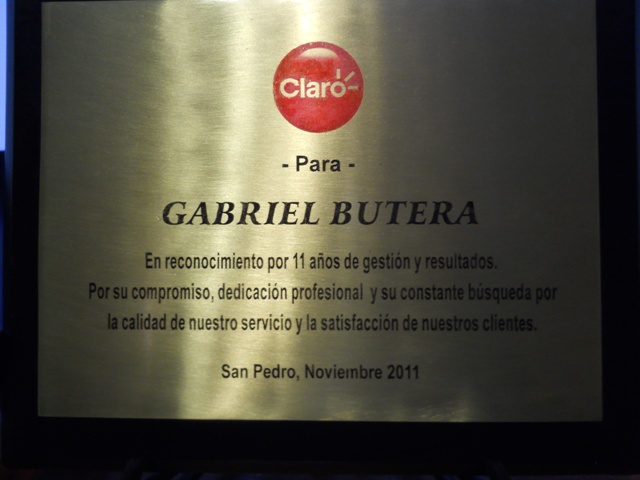 Claro
- Para -
GABRIEL BUTERA
En reconocimiento por 11 años de gestión y resultados.
Por su compromiso, dedicación profesional y su constante búsqueda por
la calidad de nuestro servicio y la satisfacción de nuestros clientes.
San Pedro, Noviembre 2011